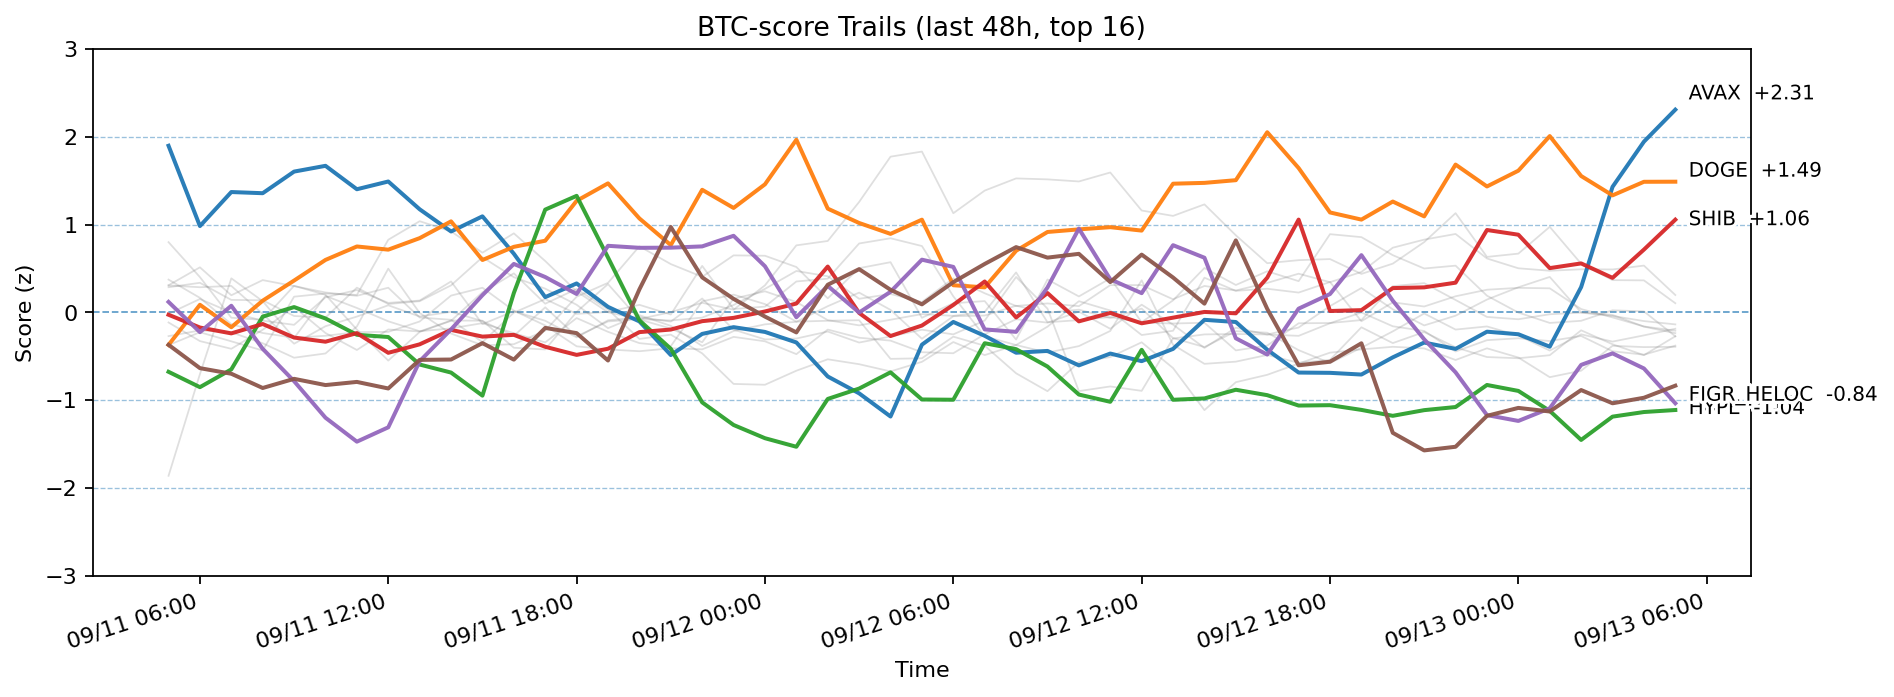 BTC-score Trails (last 48h, top 16)
3
2
1
0
−1
−2
−3
Score (z)
AVAX +2.31
DOGE +1.49
SHIB +1.06
FIGR_HELOC -0.84
HYPE -1.04
09/11 06:00
09/11 12:00
09/11 18:00
09/12 00:00
09/12 06:00
09/12 12:00
09/12 18:00
09/13 00:00
09/13 06:00
Time